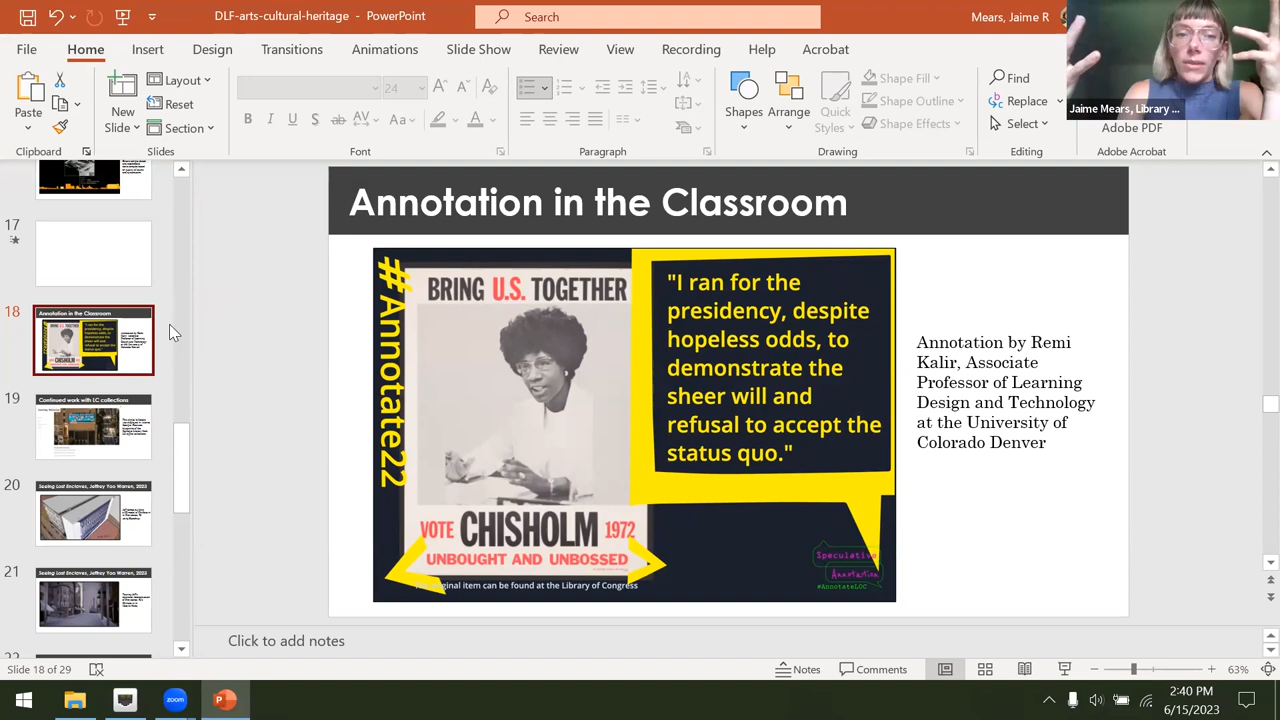 DLF-arts-cultural-heritage - PowerPoint
Search
Mears, Jaime R
File Home Insert Design Transitions Animations Slide Show Review View Recording Help Acrobat
Paste
Clipboard
New Slide
Layout
Reset
Section
Slides
Font
Paragraph
Shapes
Arrange
Quick Styles
Shape Fill
Shape Outline
Shape Effects
Drawing
Find
Replace
Select
Editing
Adobe PDF
Adobe Acrobat
Jaime Mears, Library ...
17
18
Annotation in the Classroom
19
Continued work with LC collections
20
Seeing Lost Enclaves, Jeffrey Yoo Warren, 2023
21
Seeing Lost Enclaves, Jeffrey Yoo Warren, 2023
Annotation in the Classroom
#Annotate22
BRING U.S. TOGETHER
VOTE CHISHOLM 1972
UNBOUGHT AND UNBOSSED
ginal item can be found at the Library of Congress
"I ran for the
presidency, despite
hopeless odds, to
demonstrate the
sheer will and
refusal to accept the
status quo."
Speculative
Annotation
#AnnotateLOC
Annotation by Remi
Kalir, Associate
Professor of Learning
Design and Technology
at the University of
Colorado Denver
Click to add notes
Slide 18 of 29
Notes
Comments
63%
zoom
2:40 PM
6/15/2023